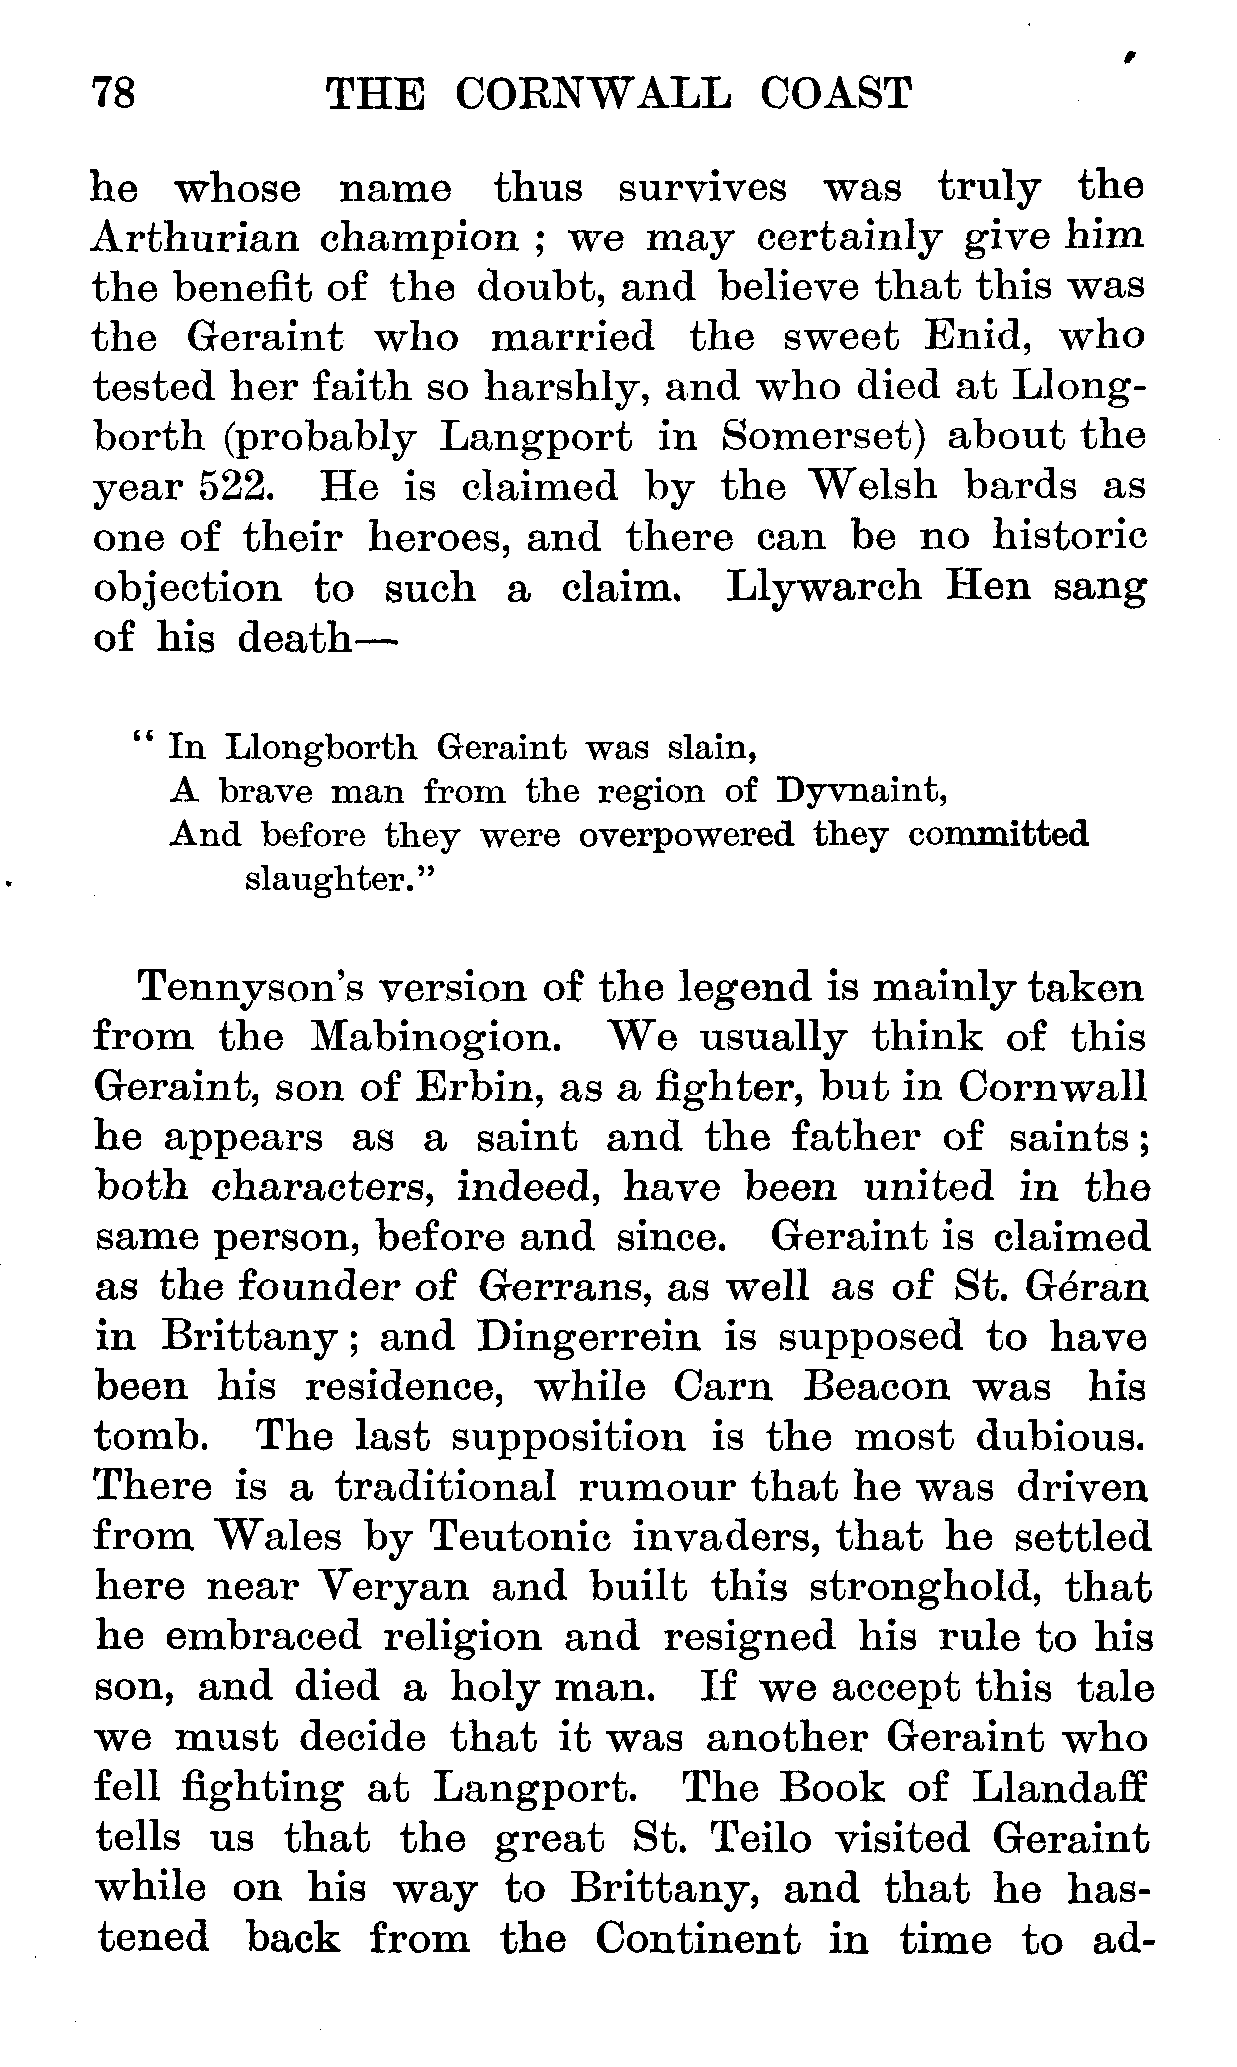 78 THE CORNWALL COAST
he whose name thus survives was truly the
Arthurian champion ; we may certainly give him
the benefit of the doubt, and believe that this was
the Geraint who married the sweet Enid, who
tested her faith so harshly, and who died at Llong-
borth (probably Langport in Somerset) about the
year 522. He is claimed by the Welsh bards as
one of their heroes, and there can be no historic
objection to such a claim. Llywarch Hen sang
of his death—
“ In Llongborth Geraint was slain,
A brave man from the region of Dyvnaint,
And before they were overpowered they committed
slaughter.”
Tennyson's version of the legend is mainly taken
from the Mabinogion. We usually think of this
Geraint, son of Erbin, as a fighter, but in Cornwall
he appears as a saint and the father of saints ;
both characters, indeed, have been united in the
same person, before and since. Geraint is claimed
as the founder of Gerrans, as well as of St. Géran
in Brittany ; and Dingerrein is supposed to have
been his residence, while Carn Beacon was his
tomb. The last supposition is the most dubious.
There is a traditional rumour that he was driven
from Wales by Teutonic invaders, that he settled
here near Veryan and built this stronghold, that
he embraced religion and resigned his rule to his
son, and died a holy man. If we accept this tale
we must decide that it was another Geraint who
fell fighting at Langport. The Book of Llandaff
tells us that the great St. Teilo visited Geraint
while on his way to Brittany, and that he has-
tened back from the Continent in time to ad-